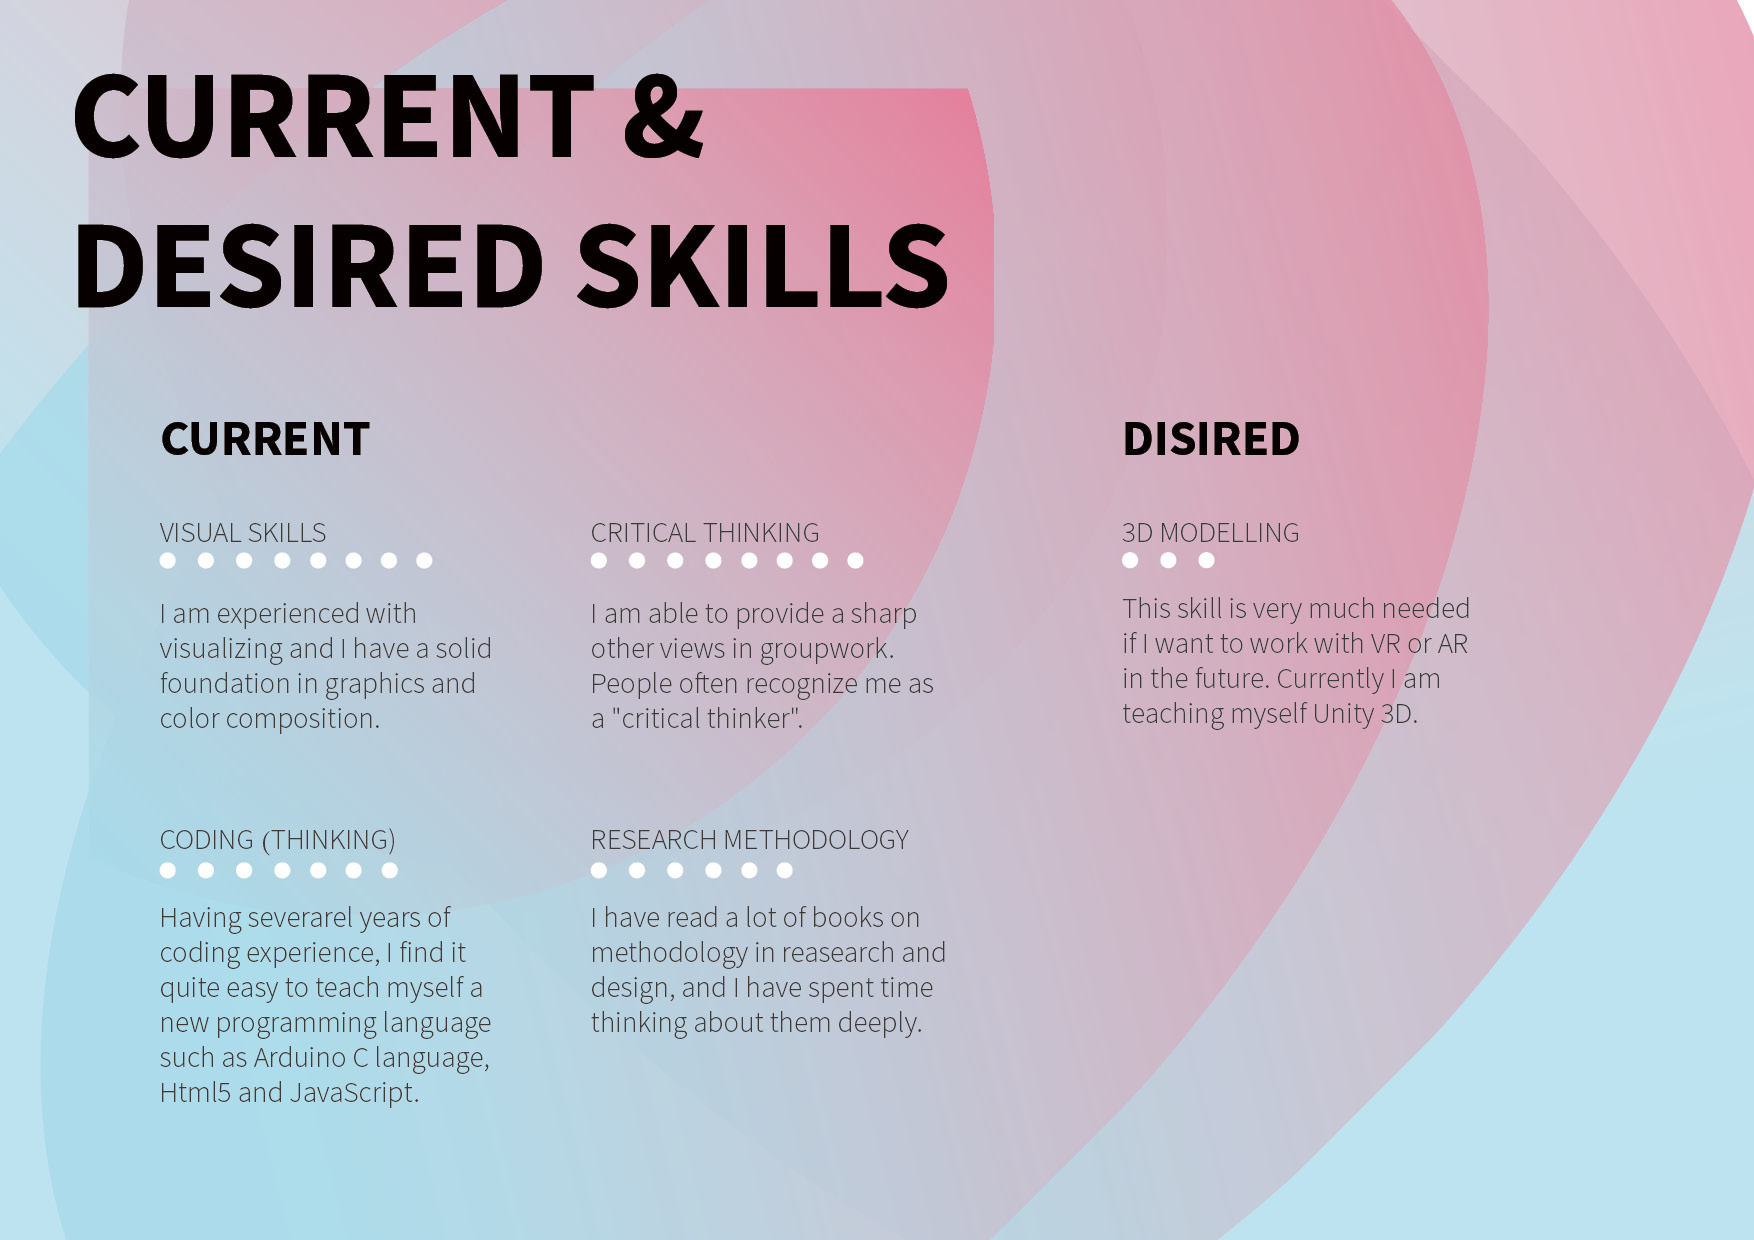 CURRENT &
DESIRED SKILLS
CURRENT
VISUAL SKILLS
I am experienced with
visualizing and I have a solid
foundation in graphics and
color composition.
CRITICAL THINKING
I am able to provide a sharp
other views in groupwork.
People often recognize me as
a "critical thinker".
CODING (THINKING)
Having severarel years of
coding experience, I find it
quite easy to teach myself a
new programming language
such as Arduino C language,
Html5 and JavaScript.
RESEARCH METHODOLOGY
I have read a lot of books on
methodology in reasearch and
design, and I have spent time
thinking about them deeply.
DISIRED
3D MODELLING
This skill is very much needed
if I want to work with VR or AR
in the future. Currently I am
teaching myself Unity 3D.